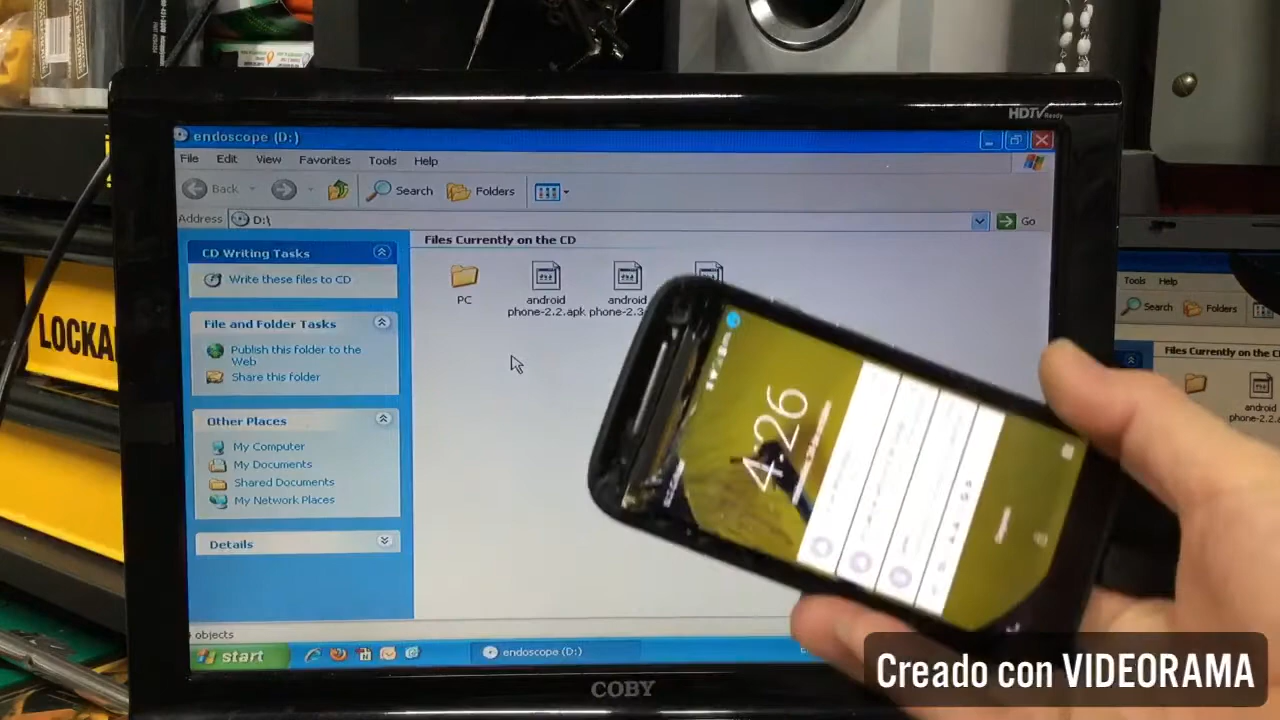 HDTV Ready
endoscope (D:)
File Edit View Favorites Tools Help
Back Search Folders
Address D:\ Go
CD Writing Tasks
Write these files to CD
File and Folder Tasks
Publish this folder to the
Web
Share this folder
Other Places
My Computer
My Documents
Shared Documents
My Network Places
Details
Files Currently on the CD
PC
android
phone-2.2.apk
android
phone-2.3
objects
start
endoscope (D:)
COBY
4:26
LOCKA
Tools Help
Search Folders
Files Currently on the C
android
phone-2.2.a
Creado con VIDEORAMA